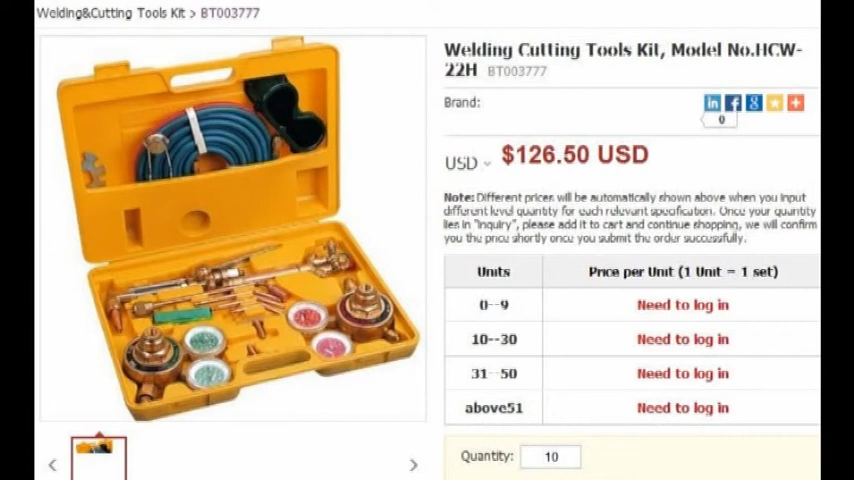 Welding&Cutting Tools Kit > BT003777
Welding Cutting Tools Kit, Model No.HCW-
22H BT003777
Brand:
0
USD $126.50 USD
Note: Different prices will be automatically shown above when you input
different level quantity for each relevant specification. Once your quantity
lies in "inquiry", please add it to cart and continue shopping, we will confirm
you the price shortly once you submit the order successfully.
Units Price per Unit (1 Unit = 1 set)
0--9 Need to log in
10--30 Need to log in
31--50 Need to log in
above51 Need to log in
Quantity: 10